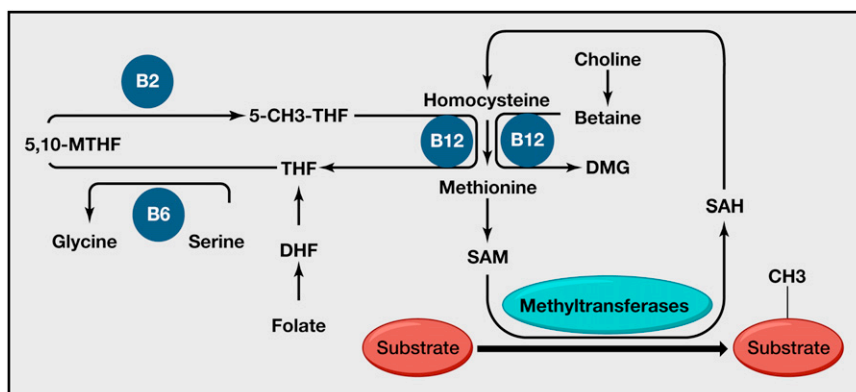 B2
Choline
5-CH3-THF
Homocysteine
Betaine
5,10-MTHF
B12
B12
THF
Methionine
DMG
B6
Glycine
Serine
DHF
SAM
SAH
Folate
CH3
Methyltransferases
Substrate
Substrate